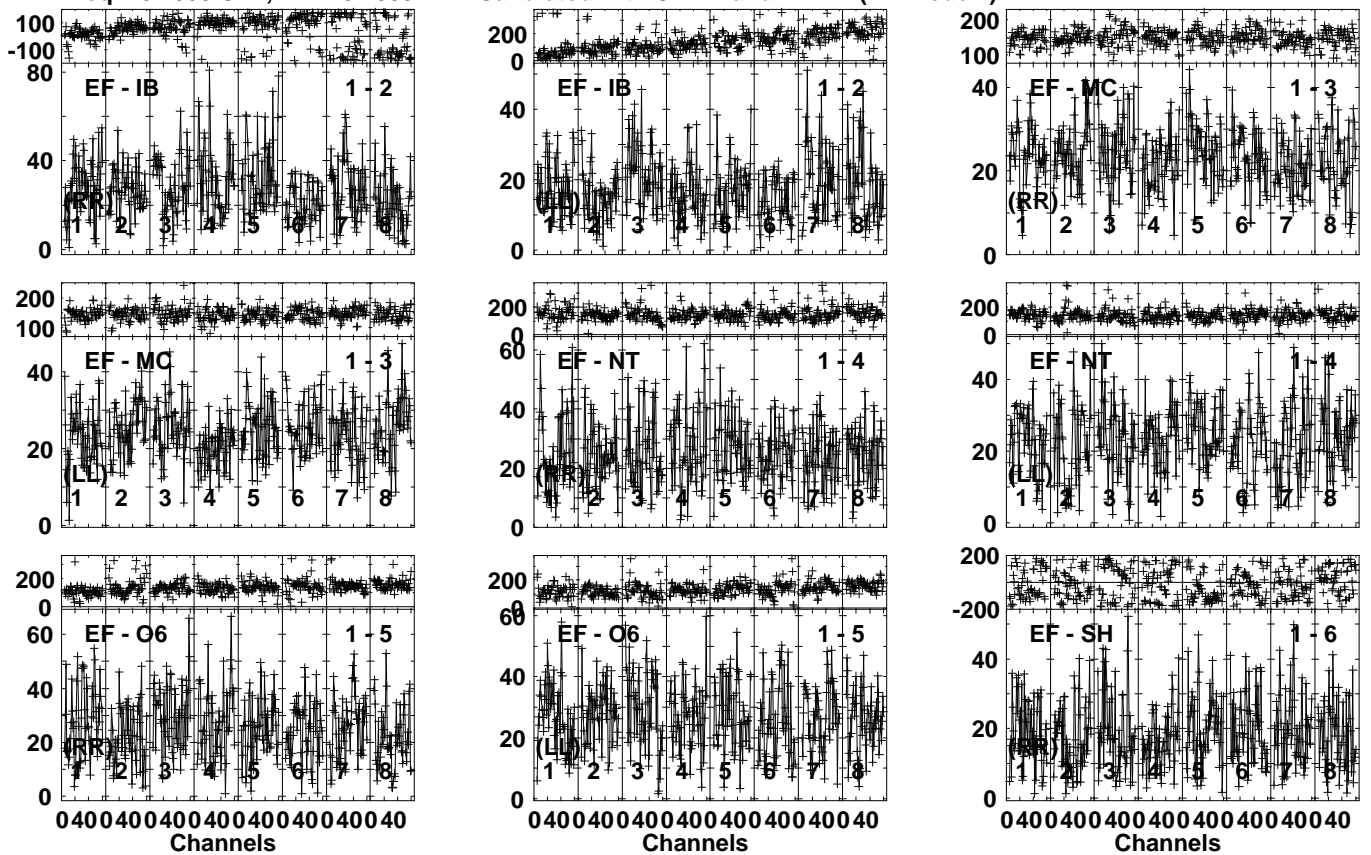 100 -100 80 40 0 EF - IB 1 - 2 (RR) 1 2 3 4 5 6 7 8
200 0 40 20 0 EF - IB 1 - 2 (LL) 1 2 3 4 5 6 7 8
200 100 40 20 0 EF - MC 1 - 3 (RR) 1 2 3 4 5 6 7 8
200 100 40 20 0 EF - MC 1 - 3 (LL) 1 2 3 4 5 6 7 8
200 0 60 40 20 0 EF - NT 1 - 4 (RR) 1 2 3 4 5 6 7 8
200 0 40 20 0 EF - NT 1 - 4 (LL) 1 2 3 4 5 6 7 8
200 0 60 40 20 0 EF - O6 1 - 5 (RR) 1 2 3 4 5 6 7 8
200 0 60 40 20 0 EF - O6 1 - 5 (LL) 1 2 3 4 5 6 7 8
200 -200 40 20 0 EF - SH 1 - 6 (RR) 1 2 3 4 5 6 7 8
0 40 0 40 0 40 0 40 0 40 0 40 0 40 0 40
Channels
0 40 0 40 0 40 0 40 0 40 0 40 0 40 0 40
Channels
0 40 0 40 0 40 0 40 0 40 0 40 0 40 0 40
Channels